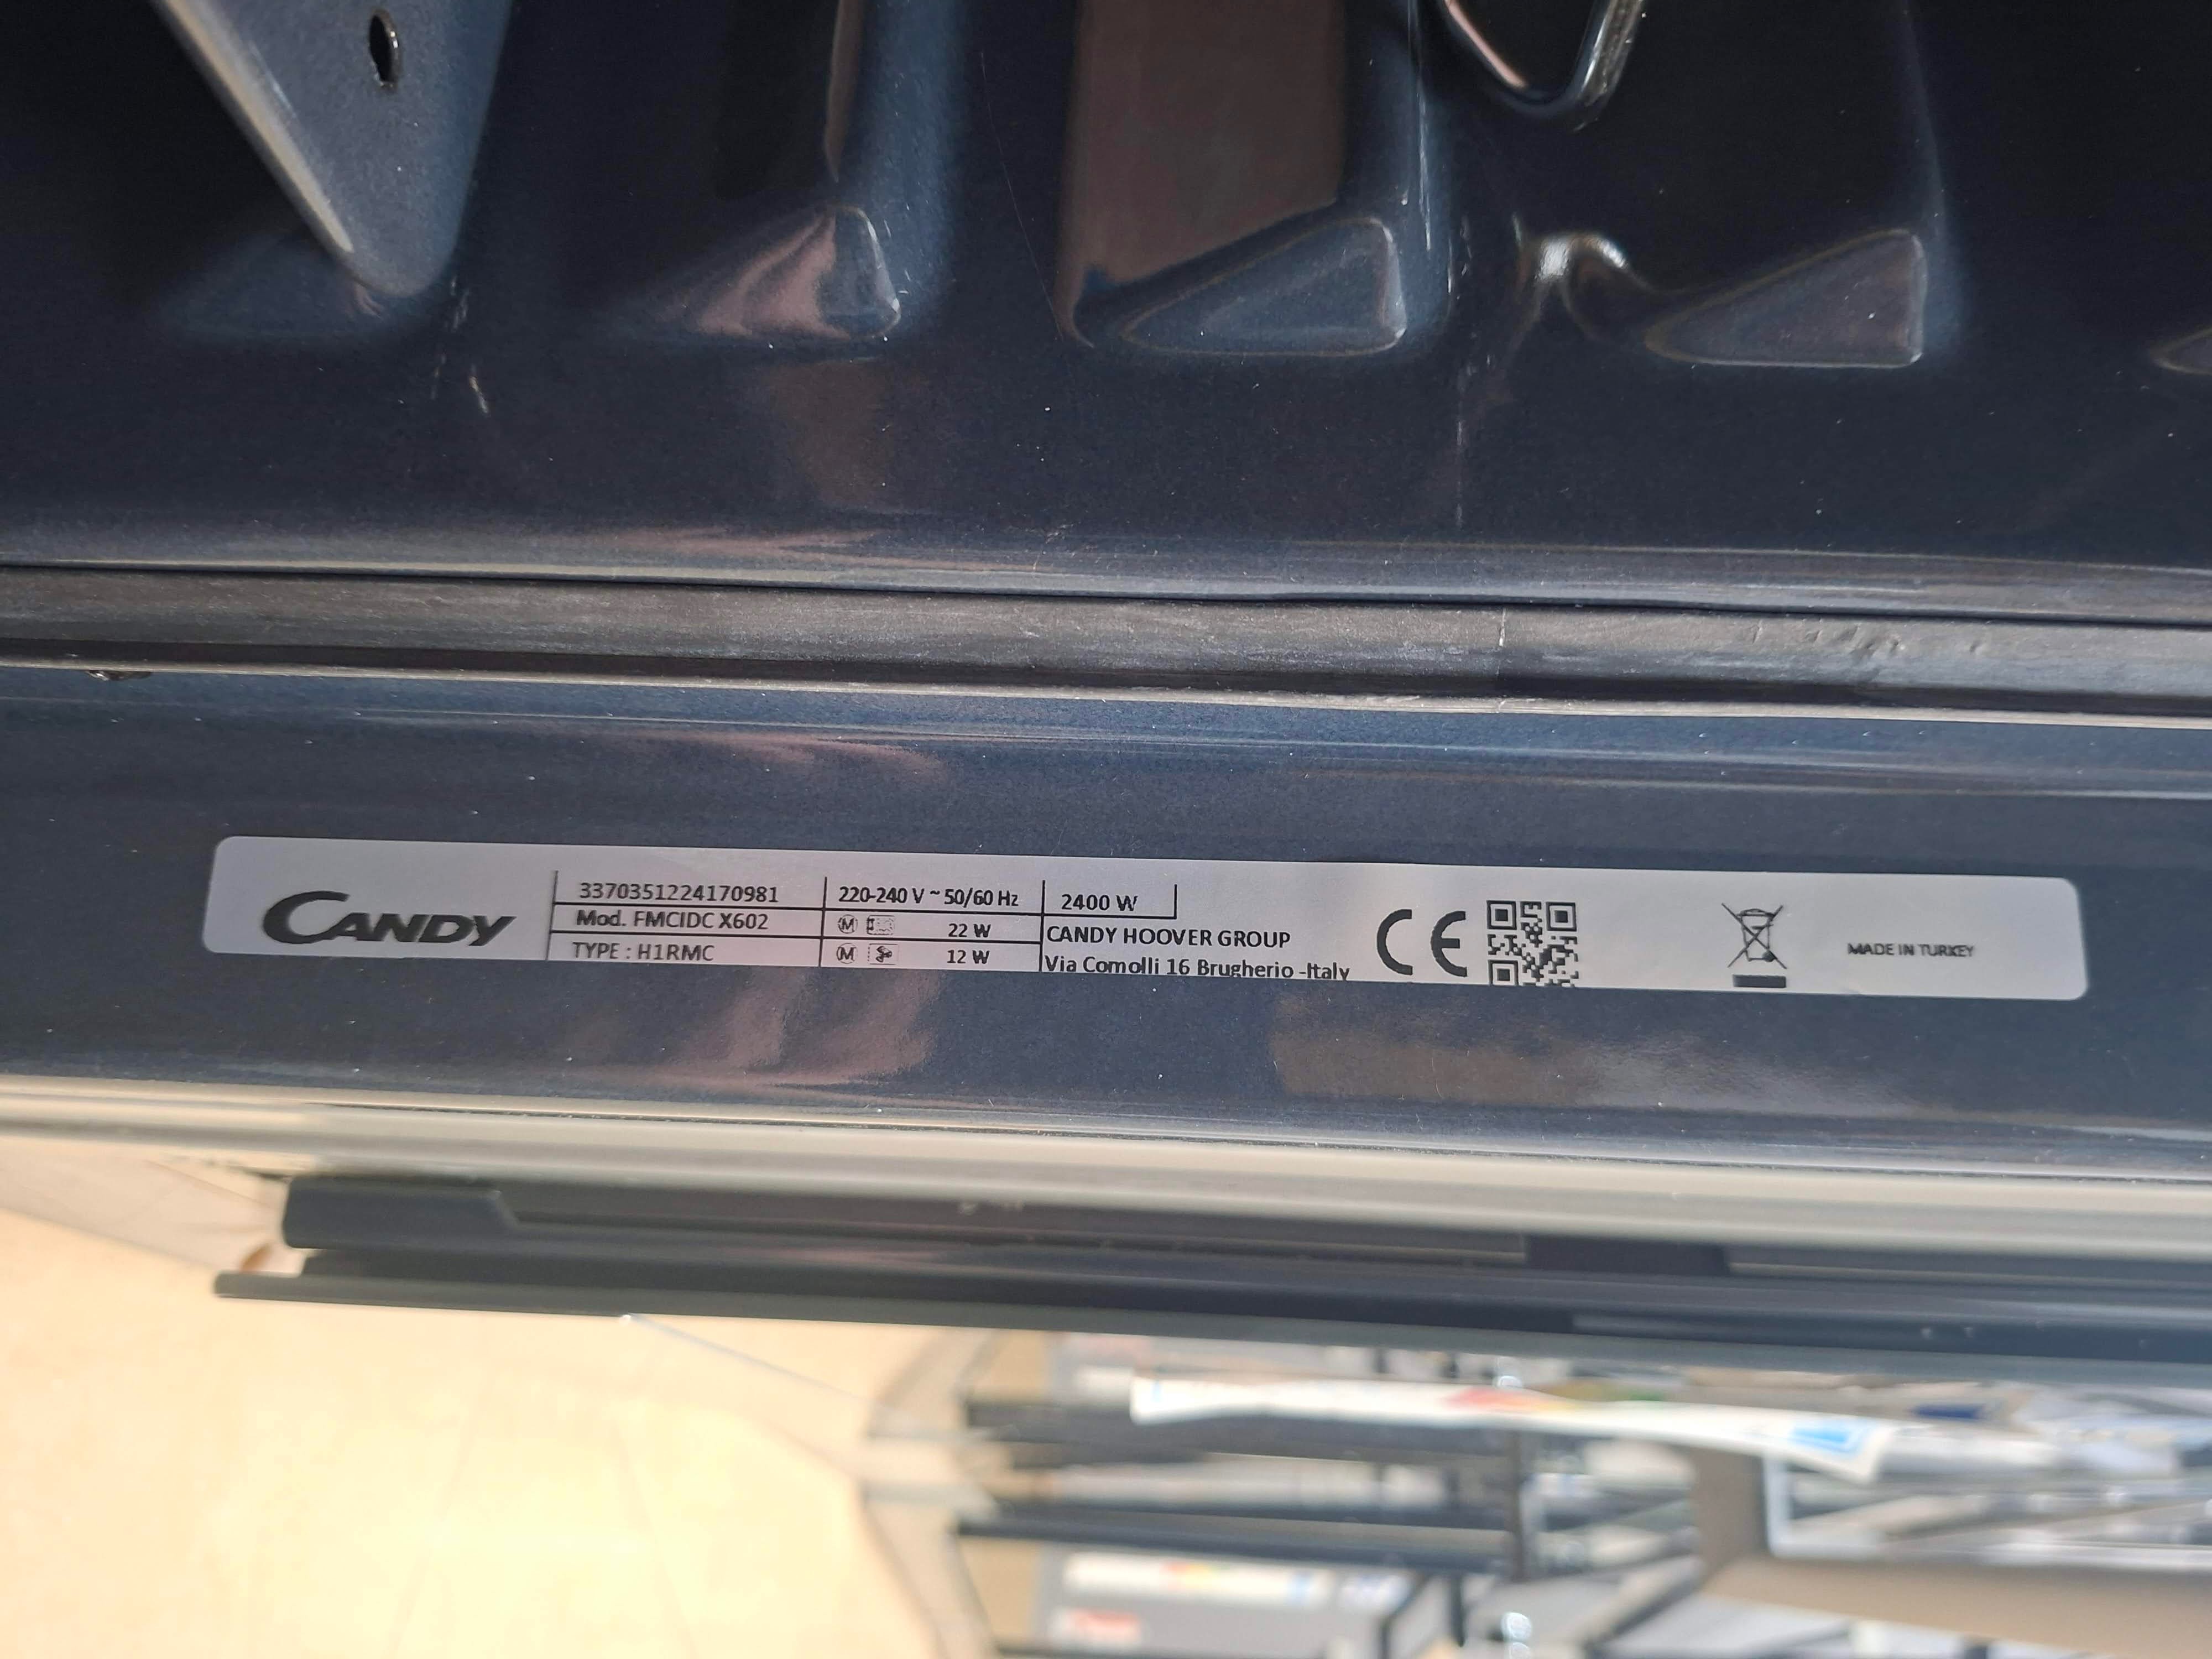 CANDY
3370351224170981
Mod. FMCIDC X602
TYPE : H1RMC
220-240 V ~ 50/60 Hz
M 22 W
M 12 W
2400 W
CANDY HOOVER GROUP
Via Comolli 16 Brugherio -Italy
CE
MADE IN TURKEY